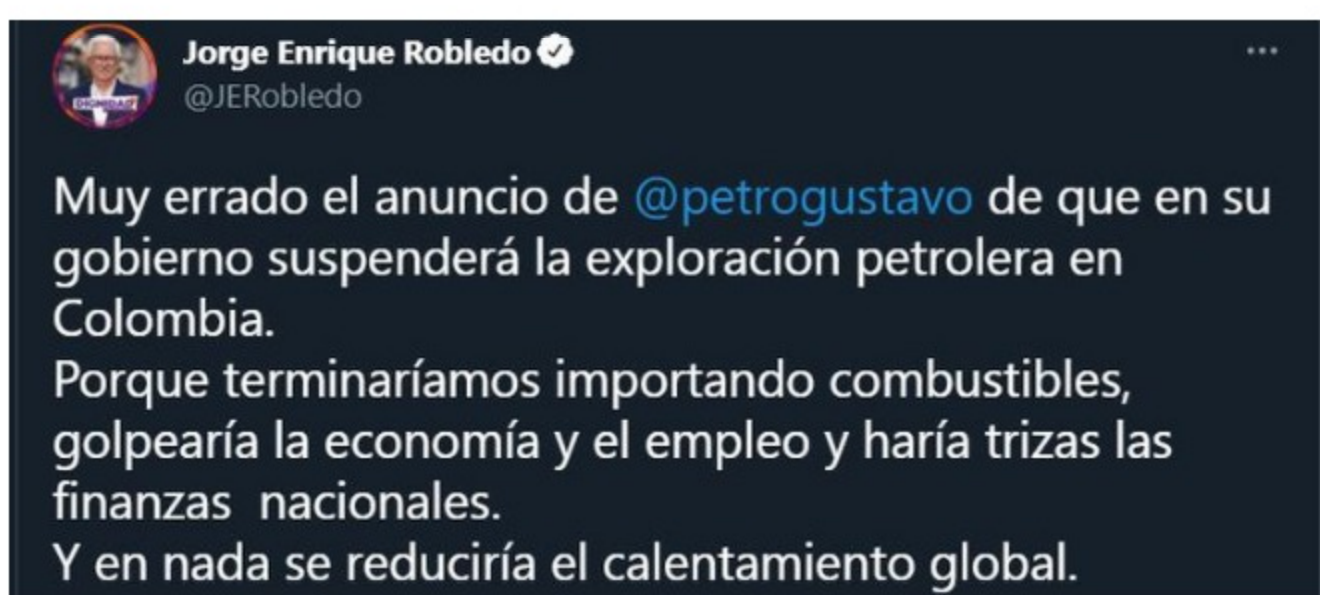 Jorge Enrique Robledo
@JERobledo
DIGNIDAD
Muy errado el anuncio de @petrogustavo de que en su
gobierno suspenderá la exploración petrolera en
Colombia.
Porque terminaríamos importando combustibles,
golpearía la economía y el empleo y haría trizas las
finanzas  nacionales.
Y en nada se reduciría el calentamiento global.